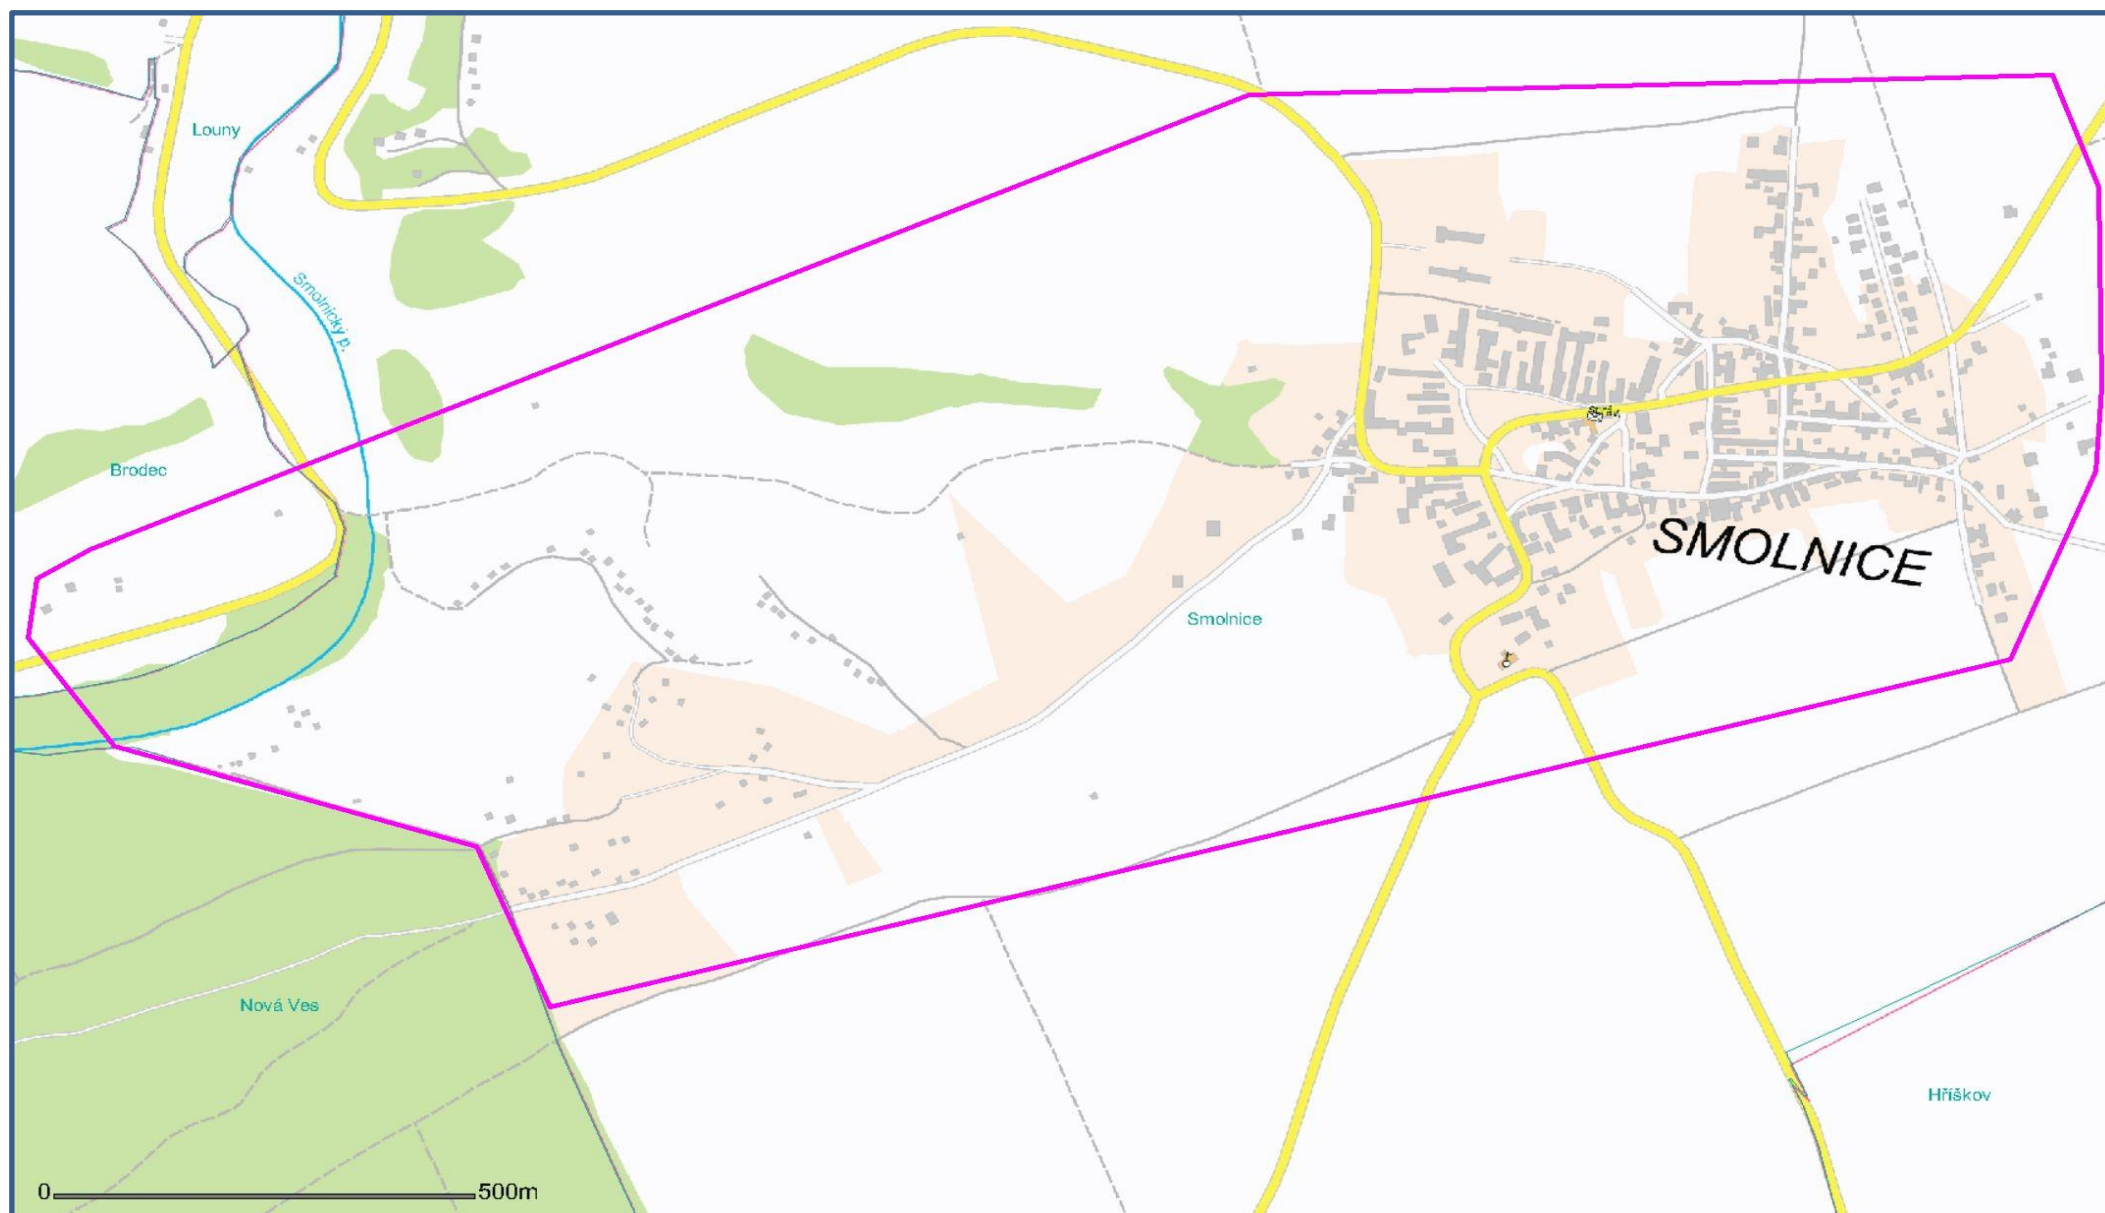 Louny
Smolnický p.
Brodec
SMOLNICE
Smolnice
Nová Ves
Hříškov
0 500m